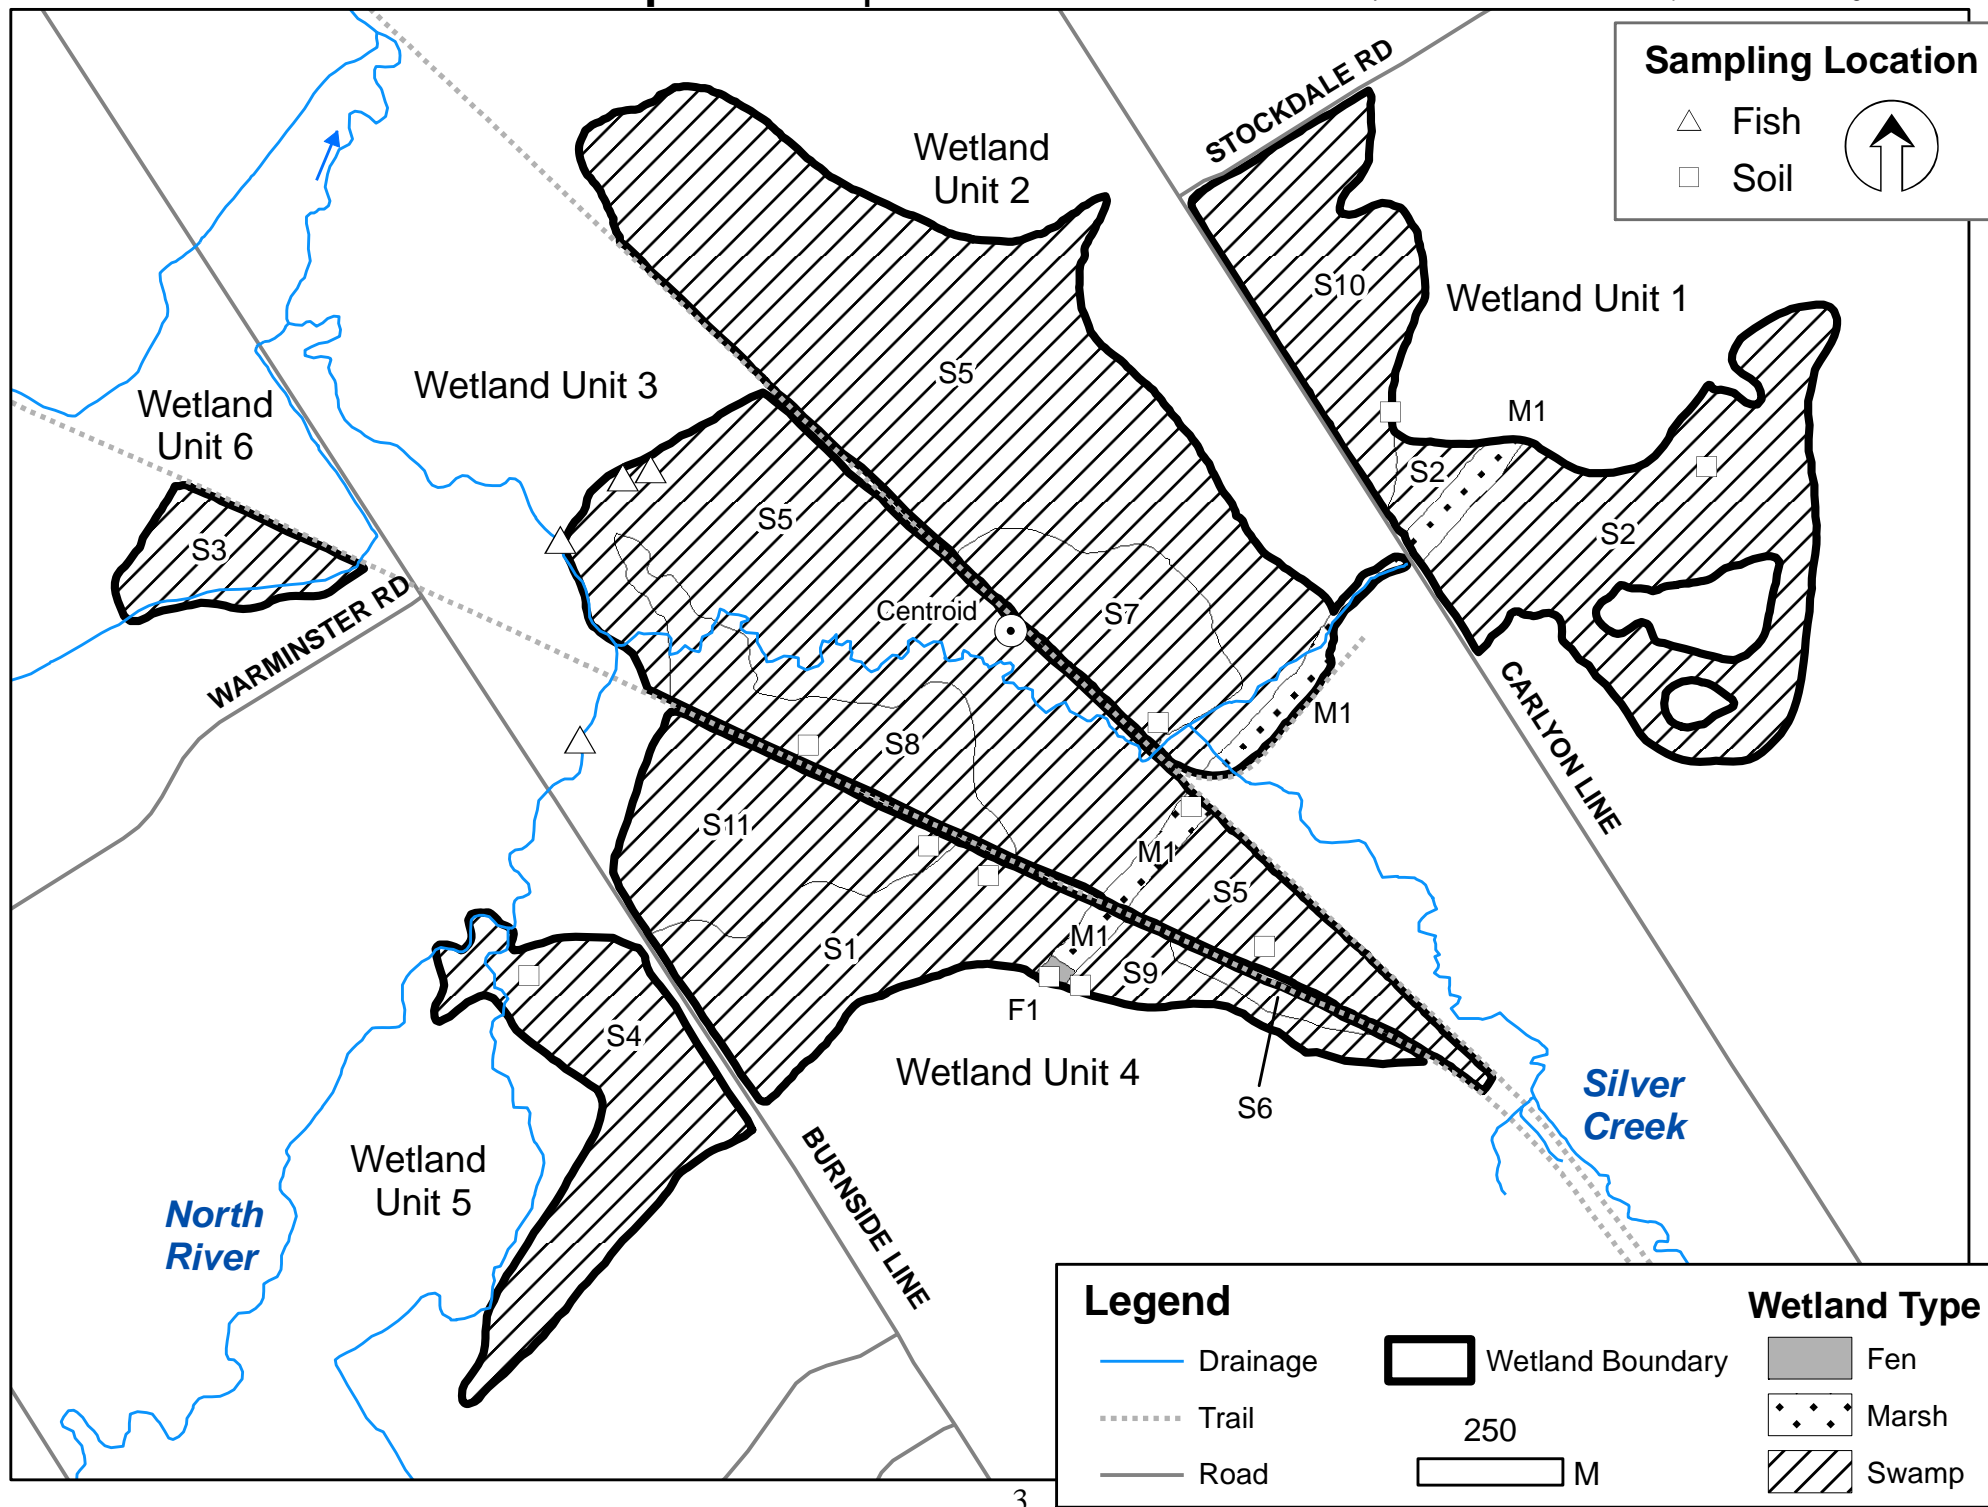 Sampling Location
Fish
Soil
STOCKDALE RD
Wetland
Unit 2
S10
Wetland Unit 1
S5
Wetland Unit 3
Wetland
Unit 6
M1
S2
S5
S2
S3
WARMINSTER RD
Centroid
S7
M1
CARLYON LINE
S8
S11
M1
S5
M1
S1
S9
F1
S4
Wetland Unit 4
S6
Silver
Creek
Wetland
Unit 5
BURNSIDE LINE
North
River
Legend
Wetland Type
Drainage
Wetland Boundary
Fen
Trail
250
Marsh
Road
M
Swamp
3